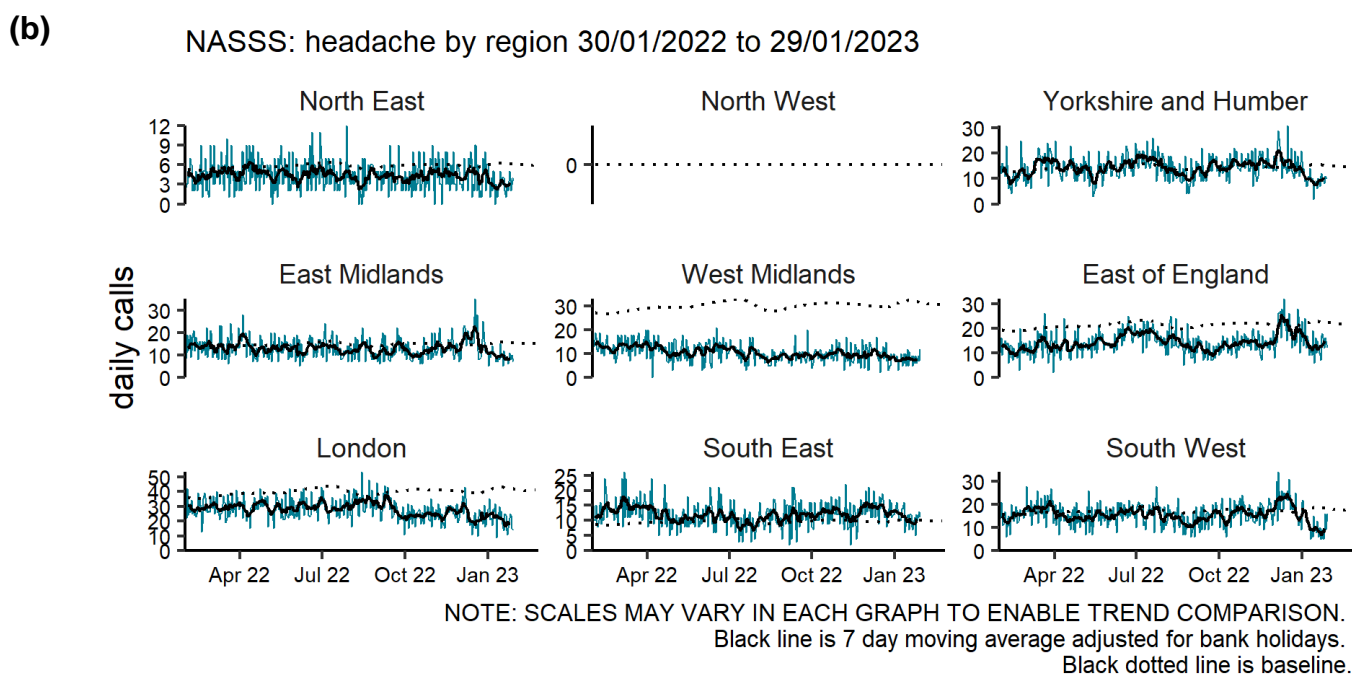 (b)
NASSS: headache by region 30/01/2022 to 29/01/2023
daily calls
North East
12
9
6
3
0
North West
0
Yorkshire and Humber
30
20
10
0
East Midlands
30
20
10
0
West Midlands
30
20
10
0
East of England
30
20
10
0
London
50
40
30
20
10
0
Apr 22 Jul 22 Oct 22 Jan 23
South East
25
20
15
10
5
0
Apr 22 Jul 22 Oct 22 Jan 23
South West
30
20
10
0
Apr 22 Jul 22 Oct 22 Jan 23
NOTE: SCALES MAY VARY IN EACH GRAPH TO ENABLE TREND COMPARISON.
Black line is 7 day moving average adjusted for bank holidays.
Black dotted line is baseline.